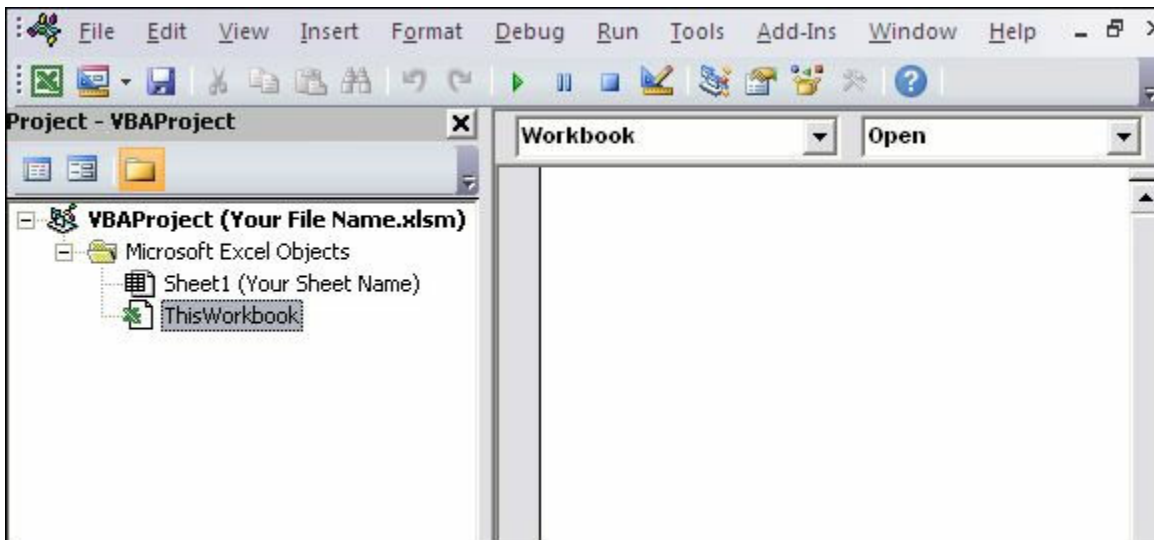 File Edit View Insert Format Debug Run Tools Add-Ins Window Help
Project - VBAProject
Workbook Open
VBAProject (Your File Name.xlsm)
Microsoft Excel Objects
Sheet1 (Your Sheet Name)
ThisWorkbook